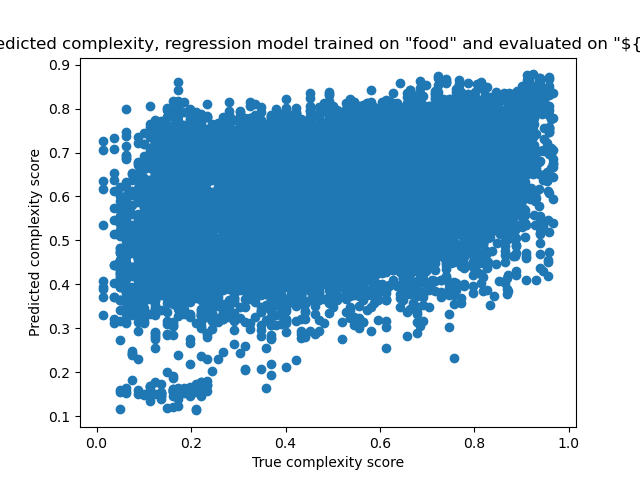 edicted complexity, regression model trained on "food" and evaluated on "${
0.9
0.8
0.7
0.6
0.5
0.4
0.3
0.2
0.1
Predicted complexity score
0.0 0.2 0.4 0.6 0.8 1.0
True complexity score